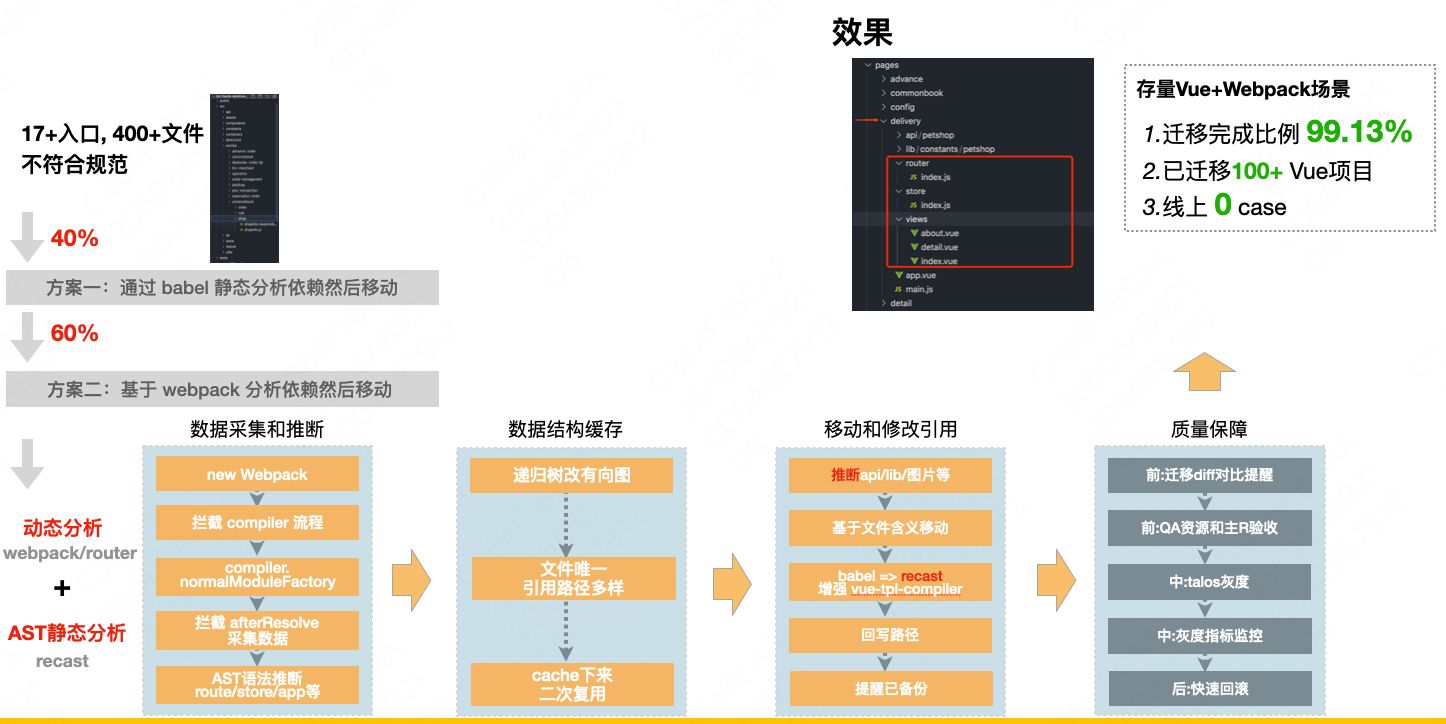 效果
17+入口, 400+文件
不符合规范
40%
方案一：通过 babel 静态分析依赖然后移动
60%
方案二：基于 webpack 分析依赖然后移动
动态分析
webpack/router
+
AST静态分析
recast
pages
advance
commonbook
config
delivery
api / petshop
lib / constants / petshop
router
JS index.js
store
JS index.js
views
about.vue
detail.vue
index.vue
app.vue
JS main.js
detail
存量Vue+Webpack场景
1.迁移完成比例 99.13%
2.已迁移100+ Vue项目
3.线上 0 case
数据采集和推断
new Webpack
拦截 compiler 流程
compiler.
normalModuleFactory
拦截 afterResolve
采集数据
AST语法推断
route/store/app等
数据结构缓存
递归树改有向图
文件唯一
引用路径多样
cache下来
二次复用
移动和修改引用
推断api/lib/图片等
基于文件含义移动
babel => recast
增强 vue-tpl-compiler
回写路径
提醒已备份
质量保障
前:迁移diff对比提醒
前:QA资源和主R验收
中:talos灰度
中:灰度指标监控
后:快速回滚